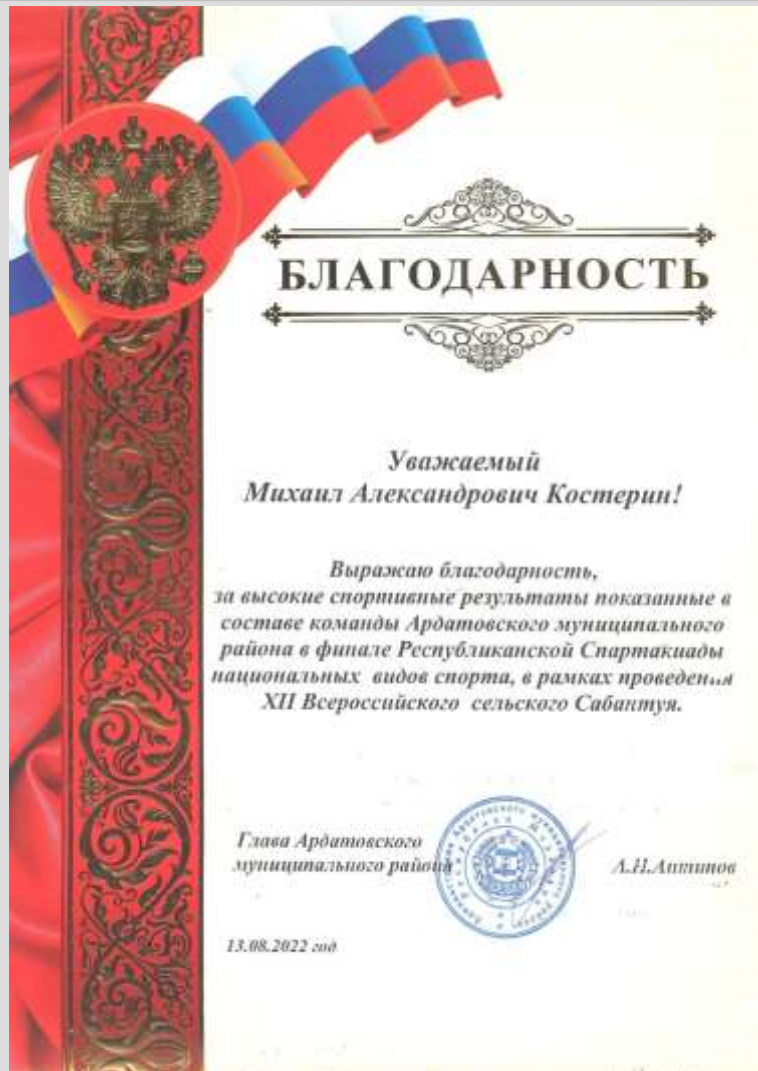 БЛАГОДАРНОСТЬ
Уважаемый
Михаил Александрович Костерин!
Выражаю благодарность,
за высокие спортивные результаты показанные в
составе команды Ардатовского муниципального
района в финале Республиканской Спартакиады
национальных видов спорта, в рамках проведения
XII Всероссийского сельского Сабантуя.
Глава Ардатовского
муниципального района
А.Н.Антипов
13.08.2022 год